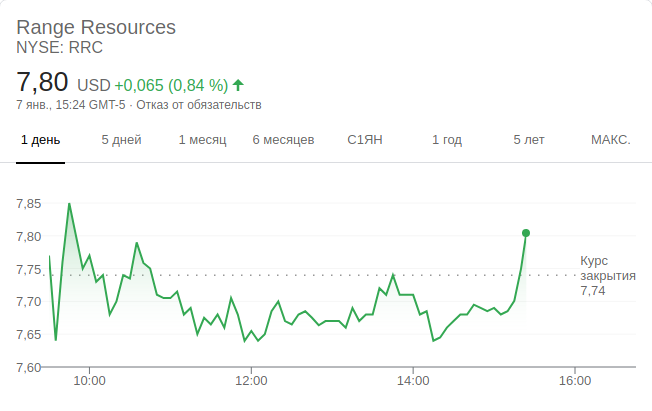 Range Resources
NYSE: RRC
7,80 USD +0,065 (0,84 %)
7 янв., 15:24 GMT-5 · Отказ от обязательств
1 день 5 дней 1 месяц 6 месяцев С1ЯН 1 год 5 лет МАКС.
7,85
7,80
7,75
7,70
7,65
7,60
Курс
закрытия
7,74
10:00 12:00 14:00 16:00